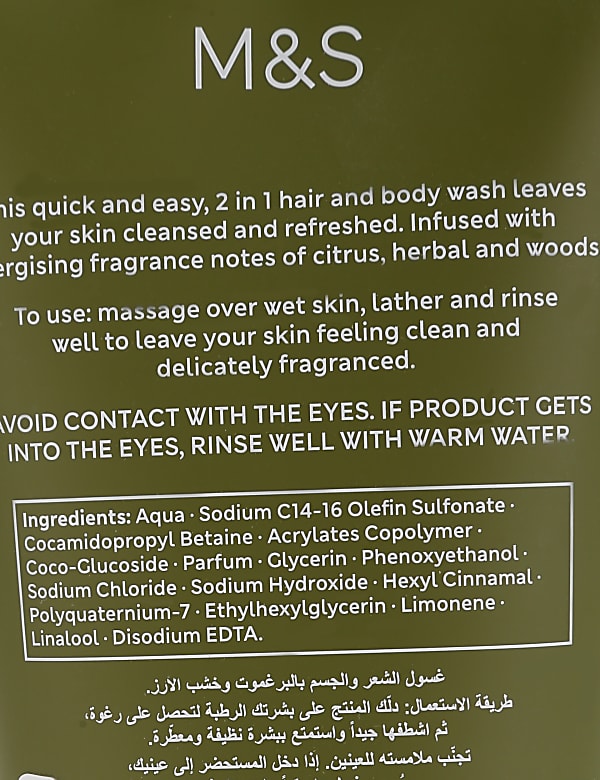 M&S
his quick and easy, 2 in 1 hair and body wash leaves
your skin cleansed and refreshed. Infused with
ergising fragrance notes of citrus, herbal and woods
To use: massage over wet skin, lather and rinse
well to leave your skin feeling clean and
delicately fragranced.
AVOID CONTACT WITH THE EYES. IF PRODUCT GETS
INTO THE EYES, RINSE WELL WITH WARM WATER
Ingredients: Aqua · Sodium C14-16 Olefin Sulfonate ·
Cocamidopropyl Betaine · Acrylates Copolymer ·
Coco-Glucoside · Parfum · Glycerin · Phenoxyethanol ·
Sodium Chloride · Sodium Hydroxide · Hexyl Cinnamal ·
Polyquaternium-7 · Ethylhexylglycerin · Limonene ·
Linalool · Disodium EDTA.
غسول الشعر والجسم بالبرغموت وخشب الأرز.
طريقة الاستعمال: دلّك المنتج على بشرتك الرطبة لتحصل على رغوة،
ثم اشطفها جيداً واستمتع ببشرة نظيفة ومعطّرة.
تجنّب ملامسته للعينين. إذا دخل المستحضر إلى عينيك،